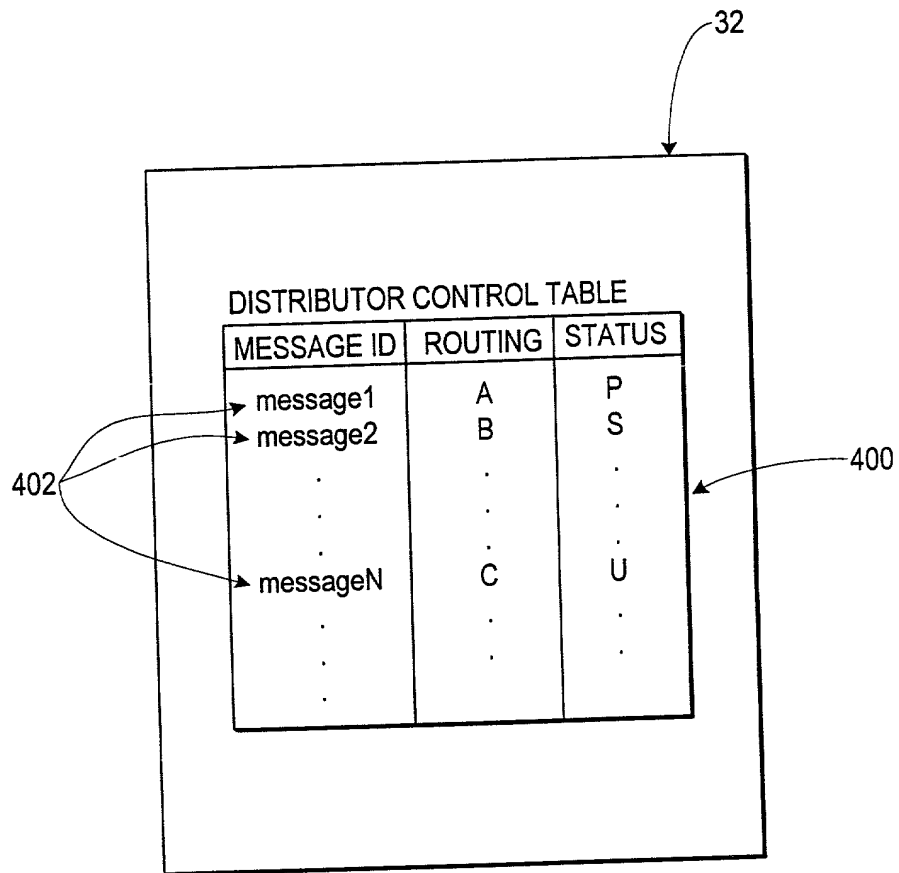 32
DISTRIBUTOR CONTROL TABLE
MESSAGE ID ROUTING STATUS
message1 A P
message2 B S
. . .
. . .
. . .
messageN C U
. . .
. . .
.
402
400